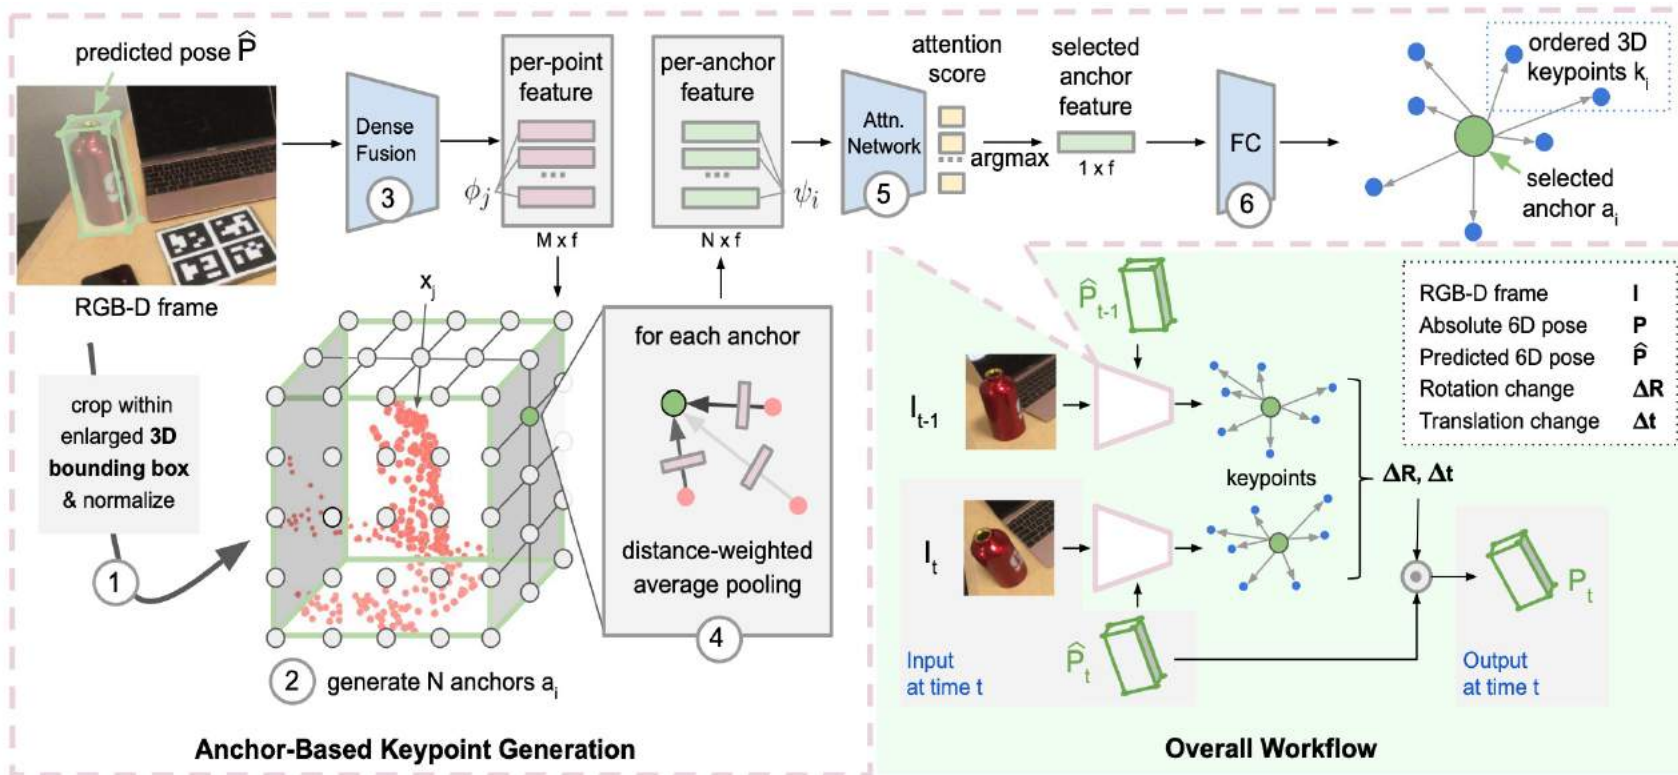 predicted pose P̂
RGB-D frame
crop within
enlarged 3D
bounding box
& normalize
1
2
generate N anchors aᵢ
xⱼ
Dense
Fusion
3
per-point
feature
ϕⱼ
M x f
per-anchor
feature
ψᵢ
N x f
for each anchor
distance-weighted
average pooling
4
Attn.
Network
5
attention
score
argmax
selected
anchor
feature
1 x f
FC
6
ordered 3D
keypoints kᵢ
selected
anchor aᵢ
Anchor-Based Keypoint Generation
P̂ₜ₋₁
Iₜ₋₁
Iₜ
P̂ₜ
Input
at time t
keypoints
ΔR, Δt
Pₜ
Output
at time t
RGB-D frame I
Absolute 6D pose P
Predicted 6D pose P̂
Rotation change ΔR
Translation change Δt
Overall Workflow